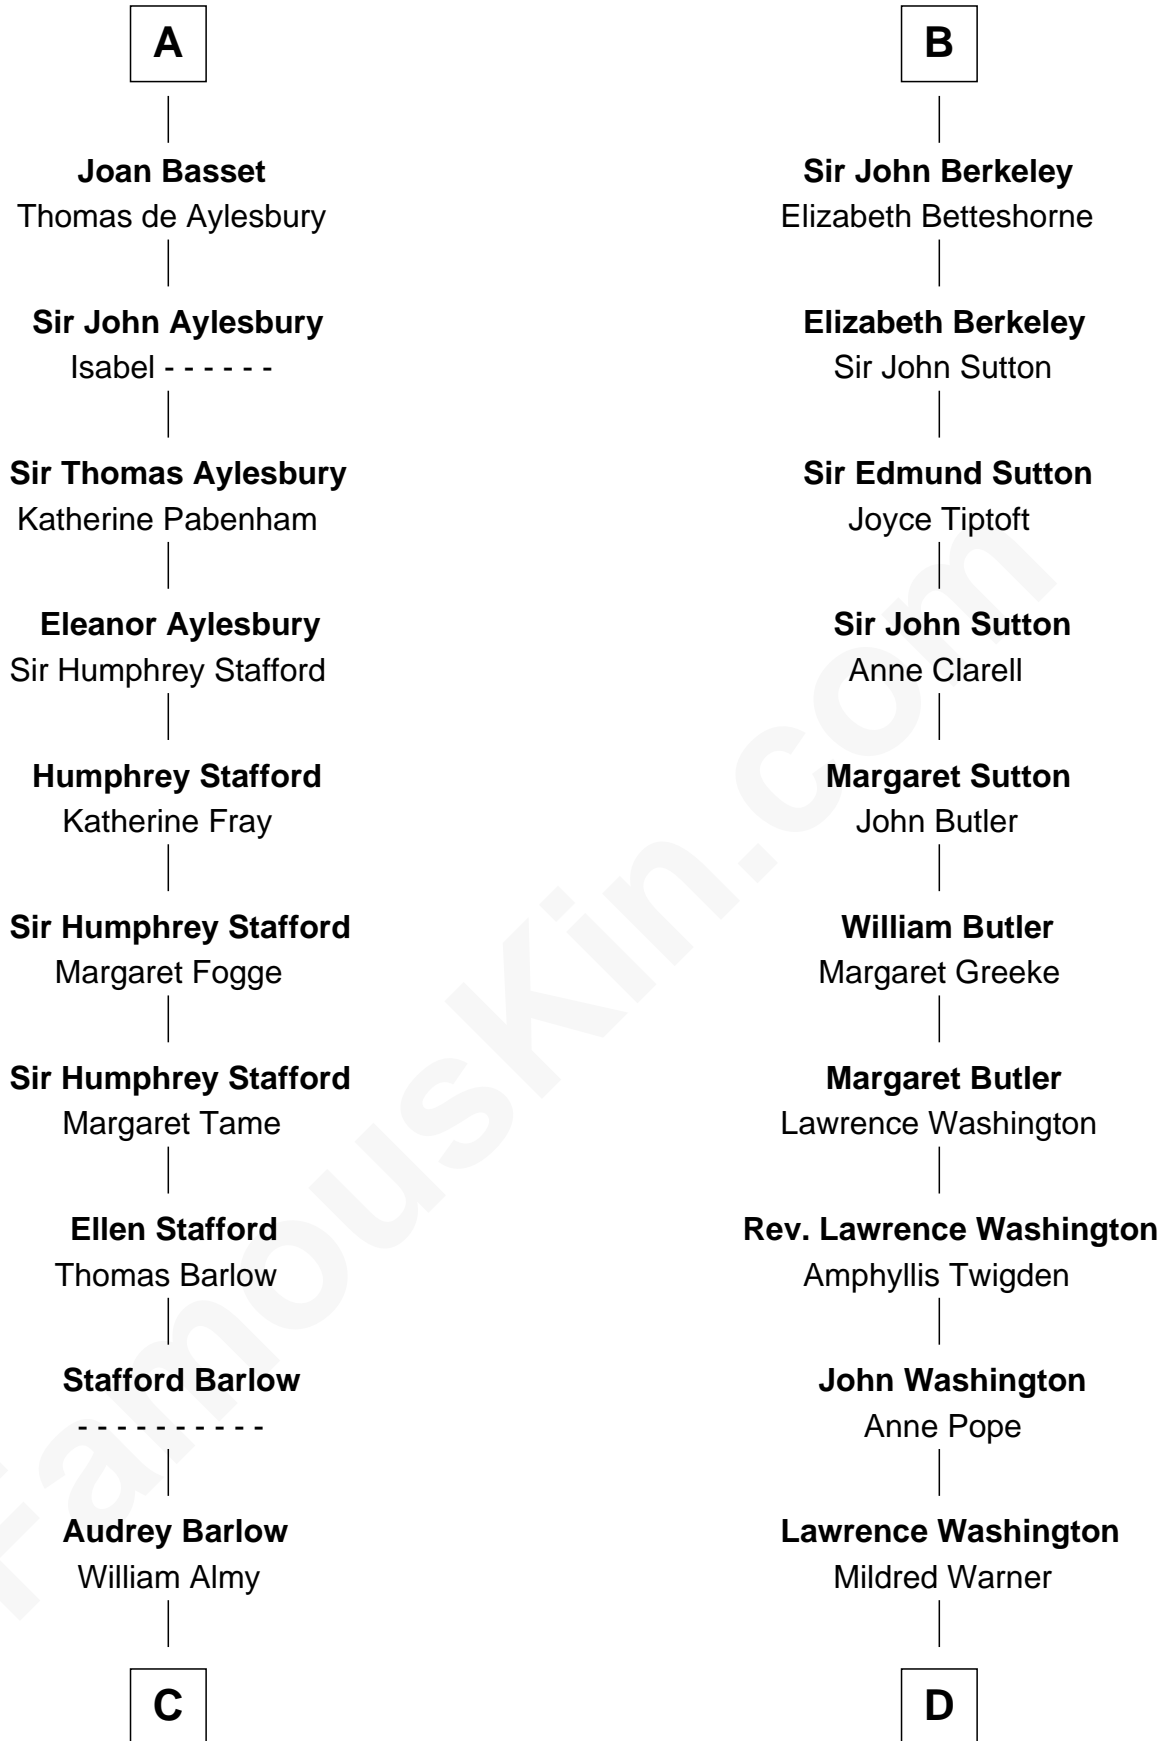 A
Joan Basset
Thomas de Aylesbury
Sir John Aylesbury
Isabel - - - - - -
Sir Thomas Aylesbury
Katherine Pabenham
Eleanor Aylesbury
Sir Humphrey Stafford
Humphrey Stafford
Katherine Fray
Sir Humphrey Stafford
Margaret Fogge
Sir Humphrey Stafford
Margaret Tame
Ellen Stafford
Thomas Barlow
Stafford Barlow
- - - - - - - - - -
Audrey Barlow
William Almy
C
B
Sir John Berkeley
Elizabeth Betteshorne
Elizabeth Berkeley
Sir John Sutton
Sir Edmund Sutton
Joyce Tiptoft
Sir John Sutton
Anne Clarell
Margaret Sutton
John Butler
William Butler
Margaret Greeke
Margaret Butler
Lawrence Washington
Rev. Lawrence Washington
Amphyllis Twigden
John Washington
Anne Pope
Lawrence Washington
Mildred Warner
D
FamousKin.com